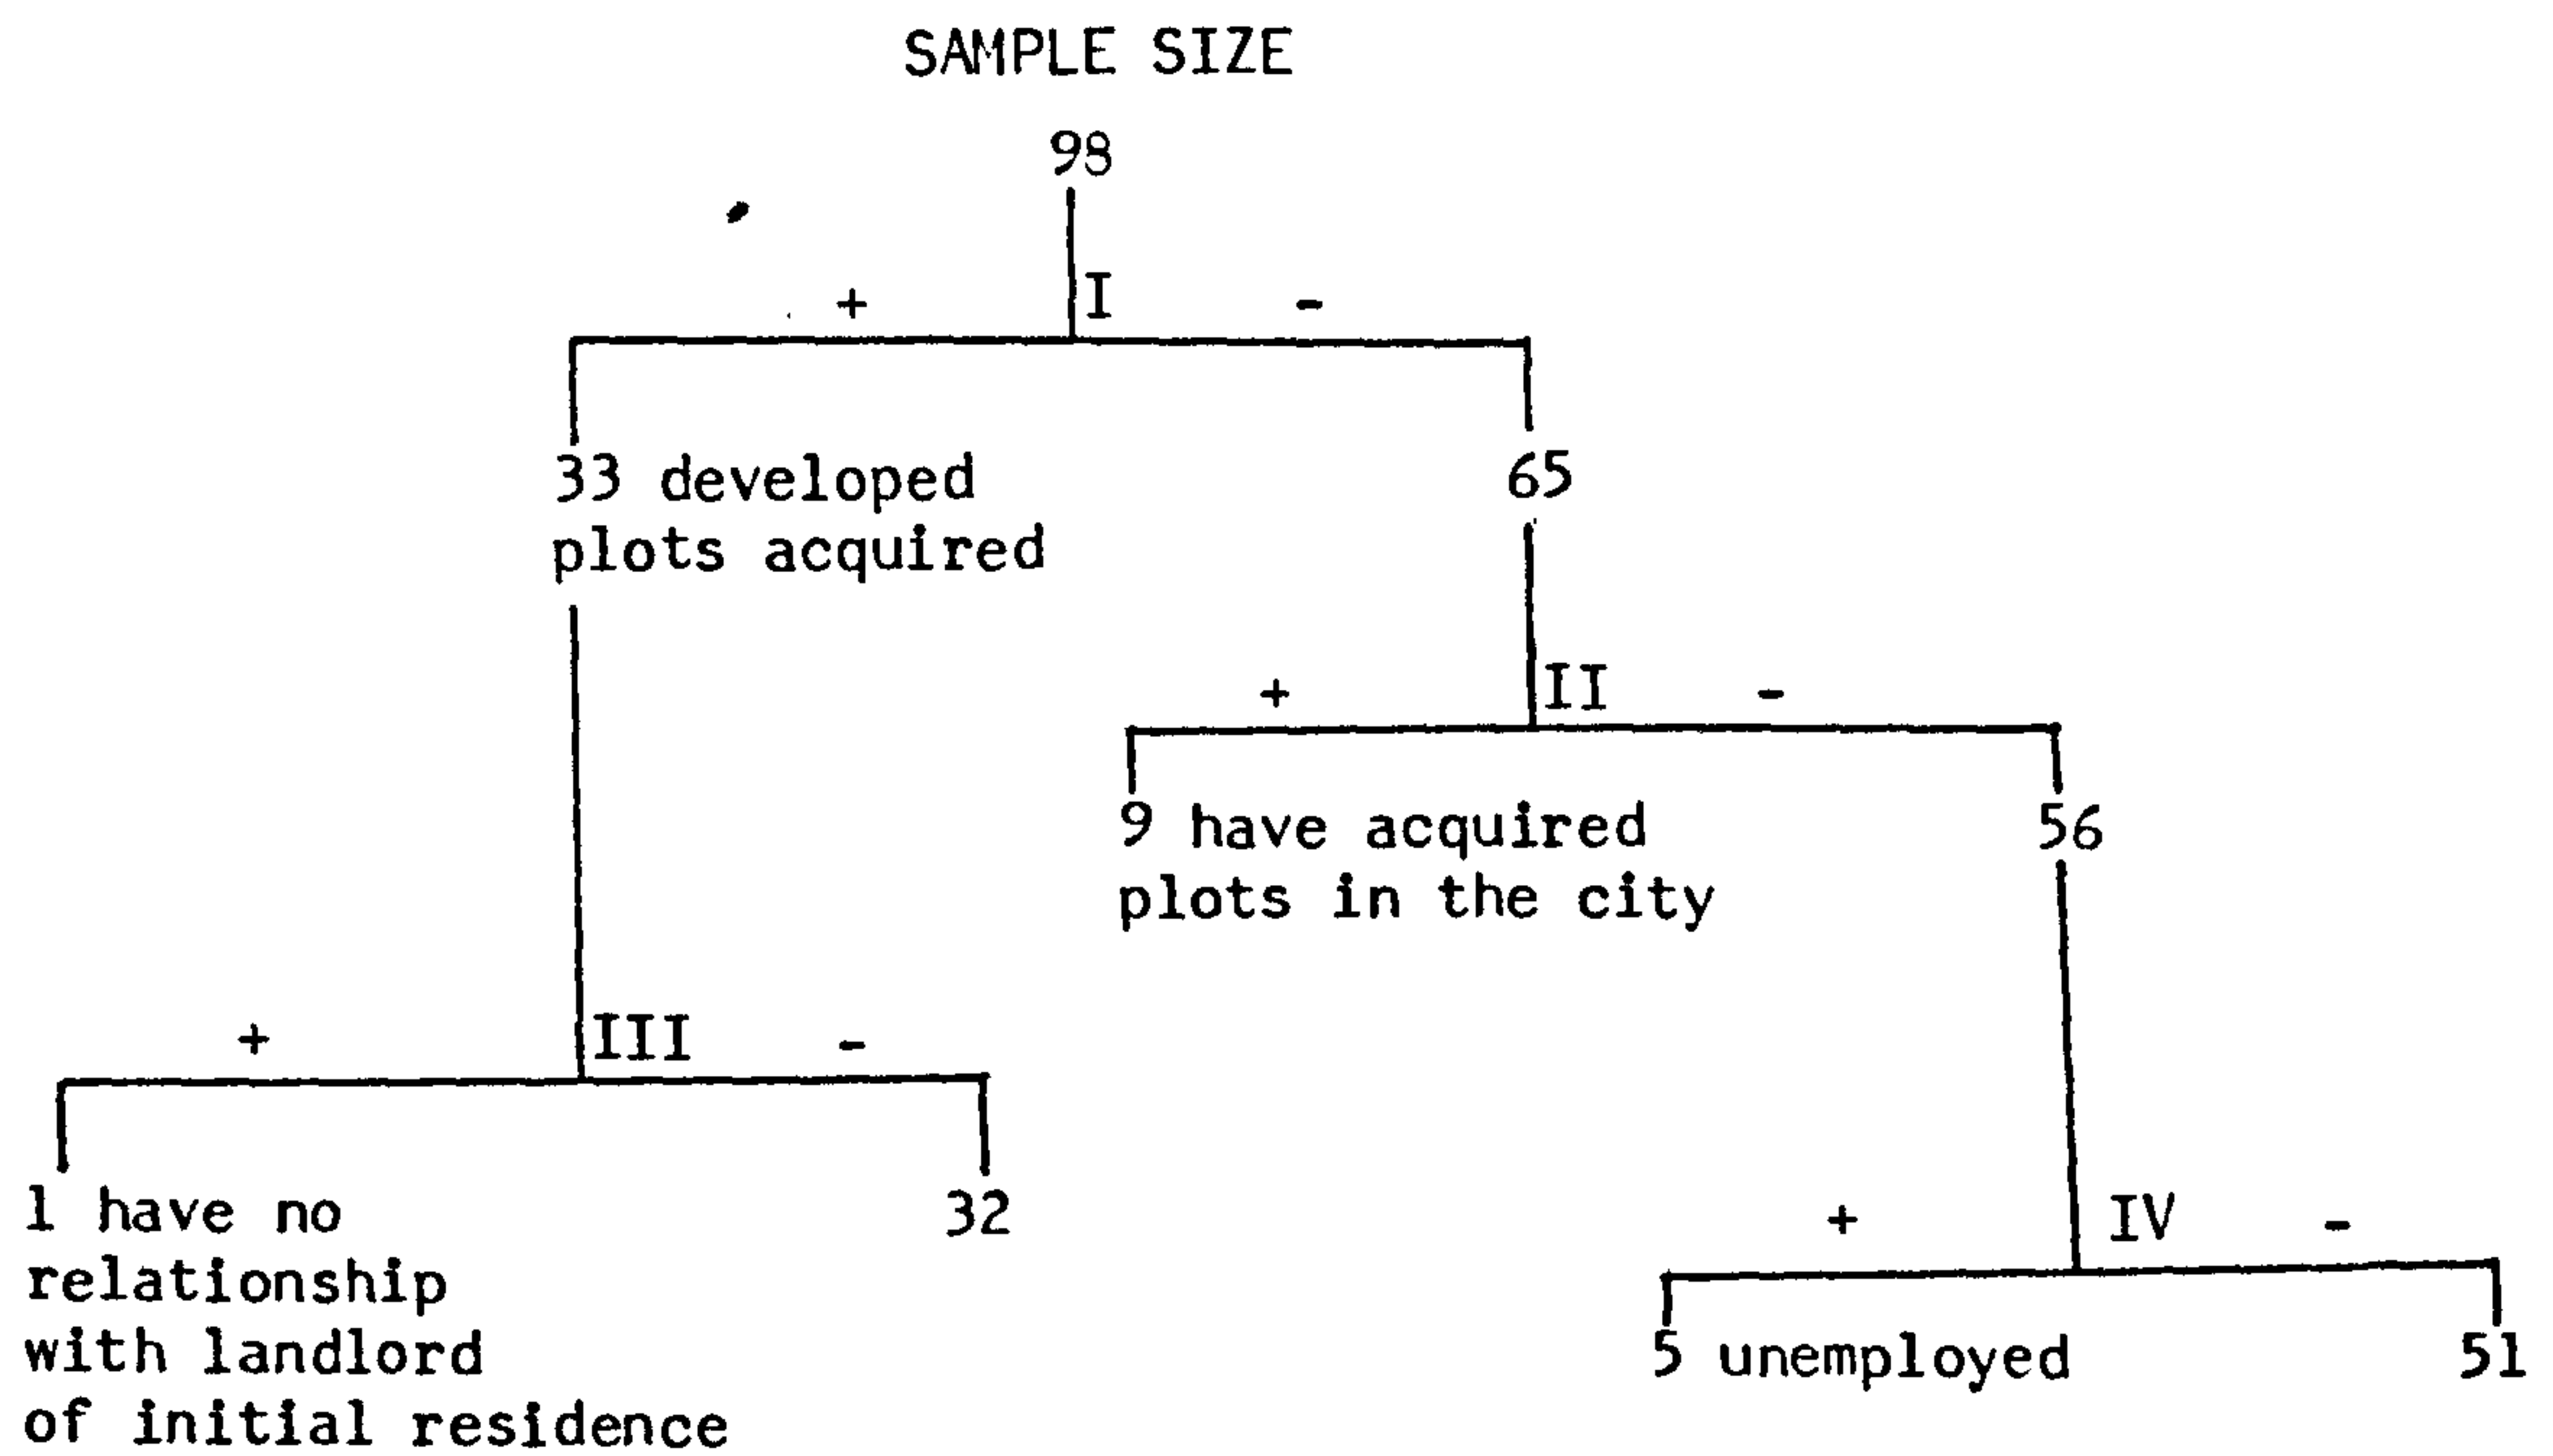 SAMPLE SIZE
98
+ I -
33 developed
plots acquired
65
+ II -
9 have acquired
plots in the city
56
+ III -
1 have no
relationship
with landlord
of initial residence
32
+ IV -
5 unemployed
51